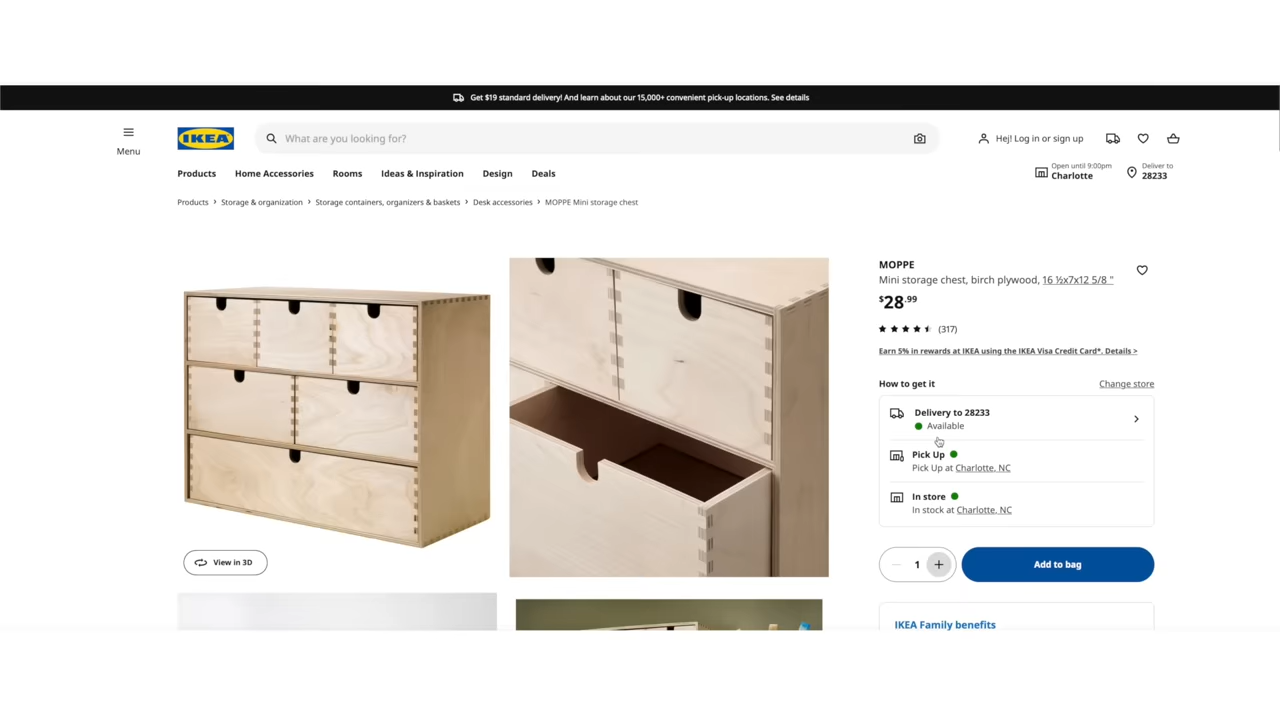 Get $19 standard delivery! And learn about our 15,000+ convenient pick-up locations. See details
Menu
IKEA
What are you looking for?
Hej! Log in or sign up
Products
Home Accessories
Rooms
Ideas & Inspiration
Design
Deals
Open until 9:00pm
Charlotte
Deliver to
28233
Products > Storage & organization > Storage containers, organizers & baskets > Desk accessories > MOPPE Mini storage chest
MOPPE
Mini storage chest, birch plywood, 16 ½x7x12 5/8 "
$28.99
(317)
Earn 5% in rewards at IKEA using the IKEA Visa Credit Card*. Details >
How to get it
Change store
Delivery to 28233
Available
Pick Up
Pick Up at Charlotte, NC
In store
In stock at Charlotte, NC
View in 3D
1
Add to bag
IKEA Family benefits